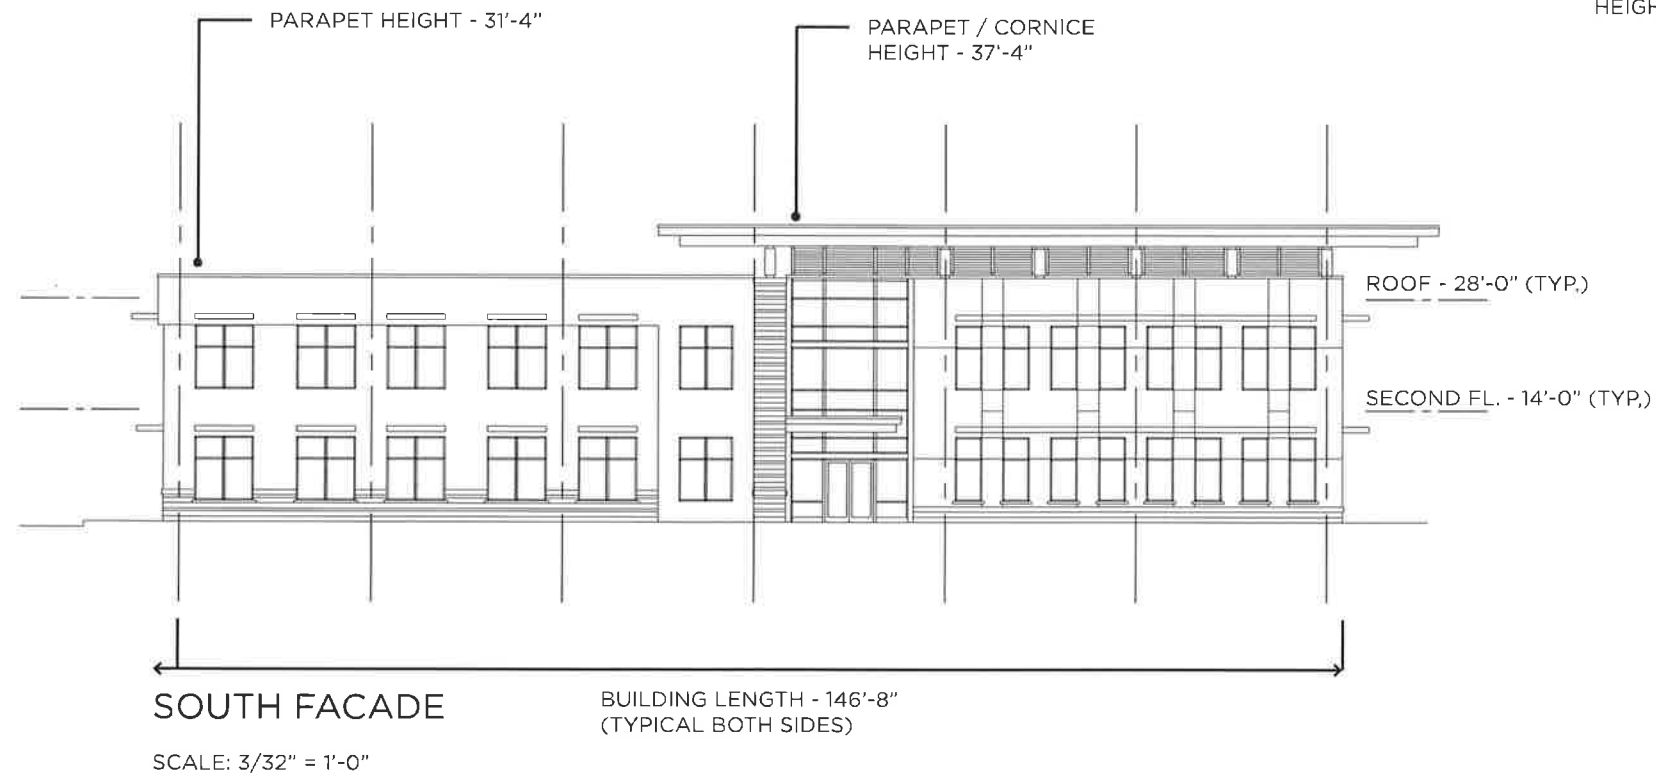 PARAPET HEIGHT - 31'-4"
PARAPET / CORNICE
HEIGHT - 37'-4"
HEIGH
ROOF - 28'-0" (TYP.)
SECOND FL. - 14'-0" (TYP.)
SOUTH FACADE
BUILDING LENGTH - 146'-8"
(TYPICAL BOTH SIDES)
SCALE: 3/32" = 1'-0"